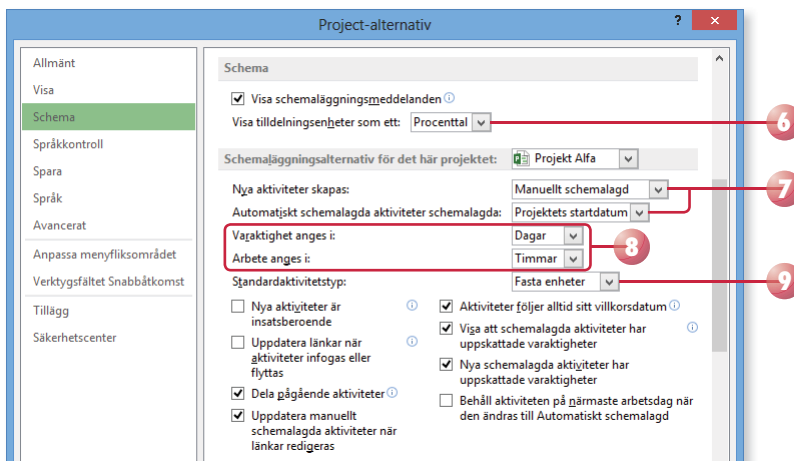 Project-alternativ
?
Allmänt
Visa
Schema
Språkkontroll
Spara
Språk
Avancerat
Anpassa menyfliksområdet
Verktygsfältet Snabbåtkomst
Tillägg
Säkerhetscenter
Schema
Visa schemaläggningsmeddelanden
Visa tilldelningsenheter som ett: Procenttal
6
Schemaläggningsalternativ för det här projektet: Projekt Alfa
Nya aktiviteter skapas: Manuellt schemalagd
7
Automatiskt schemalagda aktiviteter schemalagda: Projektets startdatum
Varaktighet anges i: Dagar
8
Arbete anges i: Timmar
Standardaktivitetstyp: Fasta enheter
9
Nya aktiviteter är
insatsberoende
Uppdatera länkar när
aktiviteter infogas eller
flyttas
Dela pågående aktiviteter
Uppdatera manuellt
schemalagda aktiviteter när
länkar redigeras
Aktiviteter följer alltid sitt villkorsdatum
Visa att schemalagda aktiviteter har
uppskattade varaktigheter
Nya schemalagda aktiviteter har
uppskattade varaktigheter
Behåll aktiviteten på närmaste arbetsdag när
den ändras till Automatiskt schemalagd